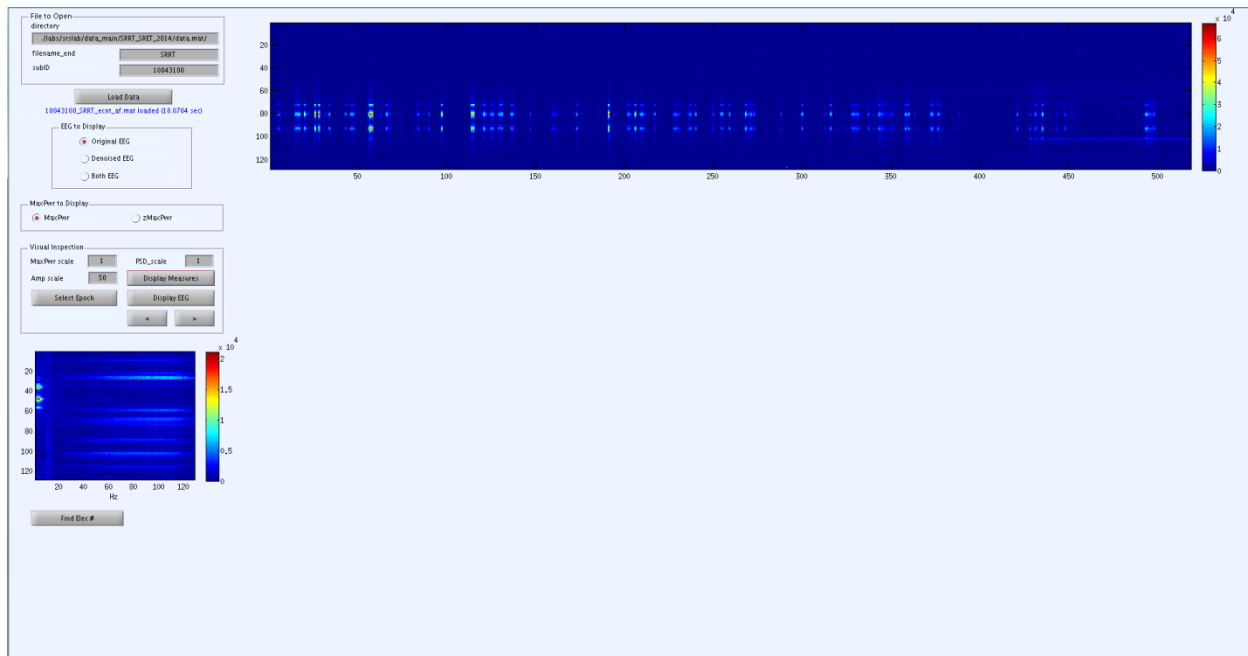 File to Open
directory
/labs/srslab/data_main/SRRT_SRET_2014/data.mat/
filename_end SRRT
subID 10043100
Load Data
10043100_SRRT_ecnt_af.mat loaded (10.0704 sec)
EEG to Display
Original EEG
Denoised EEG
Both EEG
MaxPwr to Display
MaxPwr zMaxPwr
Visual Inspection
MaxPwr scale 1 PSD_scale 1
Amp scale 50 Display Measures
Select Epoch Display EEG
< >
x 10 4
20
40
60
80
100
120
20 40 60 80 100 120
Hz
2
1.5
1
0.5
0
Find Elec #
x 10 4
20
40
60
80
100
120
50 100 150 200 250 300 350 400 450 500
6
5
4
3
2
1
0